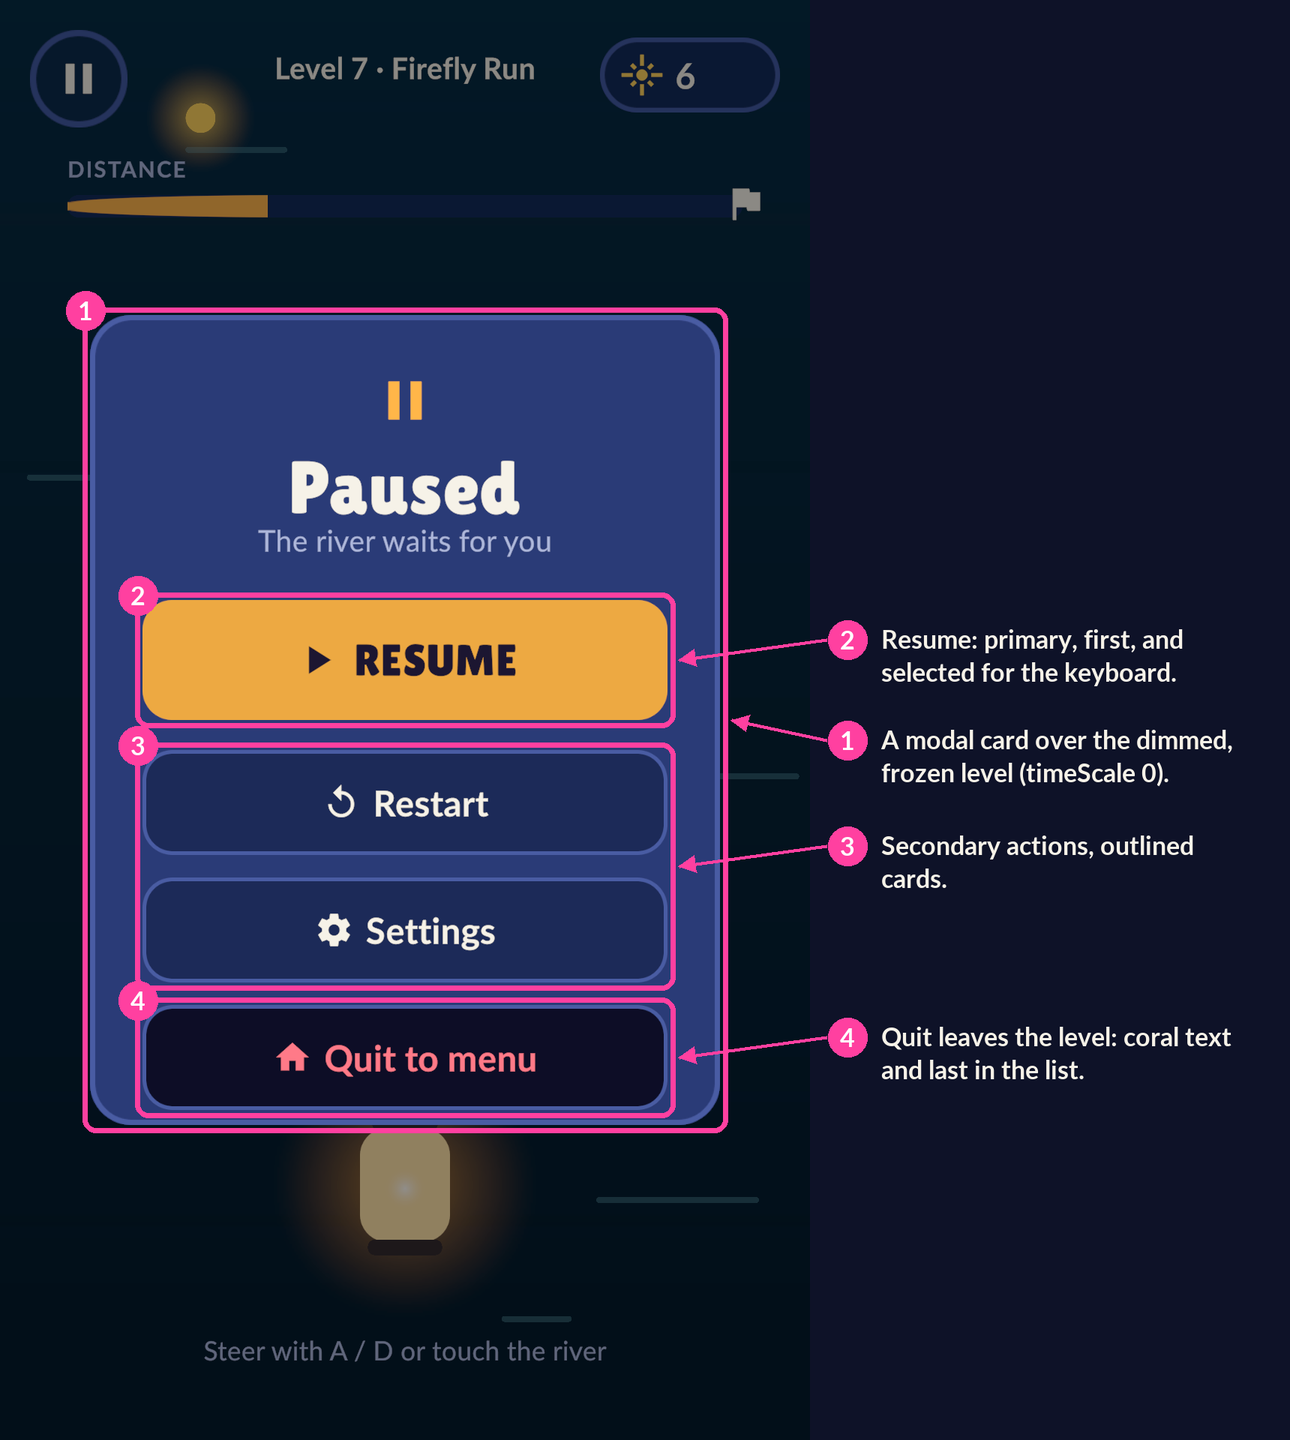 Level 7 · Firefly Run
6
DISTANCE
1
Paused
The river waits for you
2
RESUME
3
Restart
Settings
4
Quit to menu
Steer with A / D or touch the river
2 Resume: primary, first, and
selected for the keyboard.
1 A modal card over the dimmed,
frozen level (timeScale 0).
3 Secondary actions, outlined
cards.
4 Quit leaves the level: coral text
and last in the list.